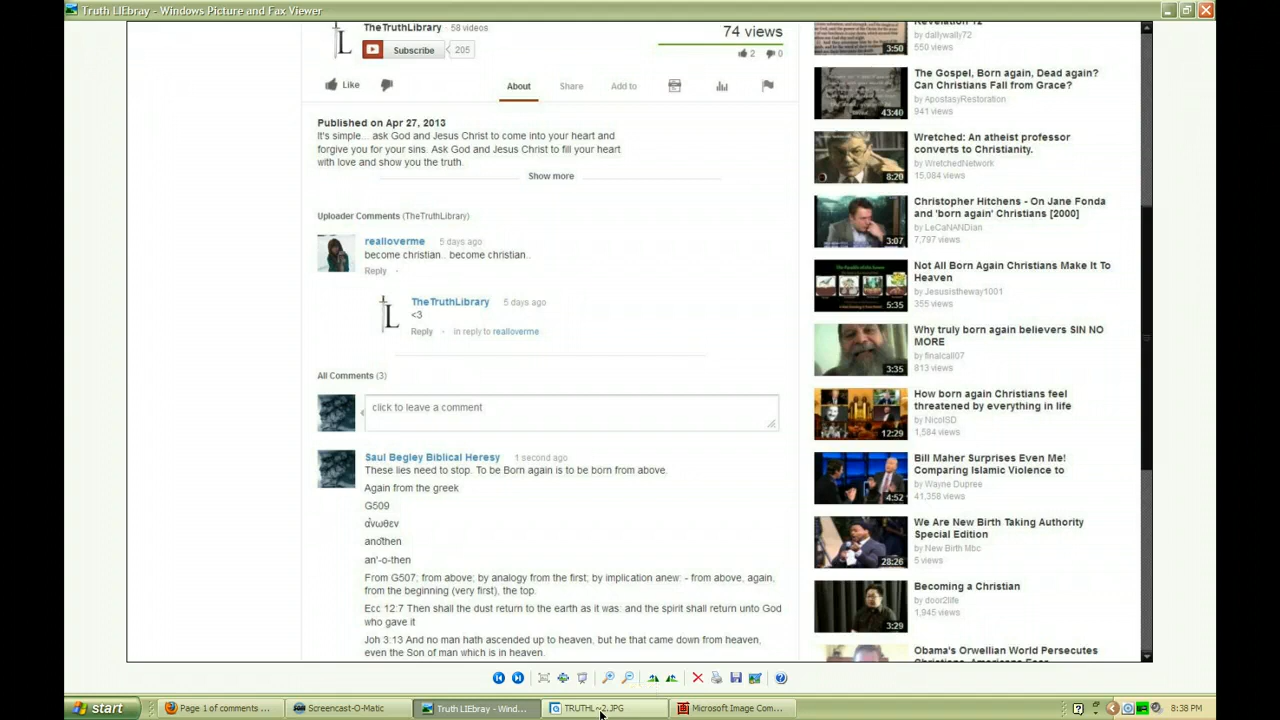 Truth LIEbray - Windows Picture and Fax Viewer
TheTruthLibrary 58 videos
Subscribe 205
74 views
2 0
Like
About Share Add to
Published on Apr 27, 2013
It's simple... ask God and Jesus Christ to come into your heart and
forgive you for your sins. Ask God and Jesus Christ to fill your heart
with love and show you the truth.
Show more
Uploader Comments (TheTruthLibrary)
realloverme 5 days ago
become christian.. become christian..
Reply
TheTruthLibrary 5 days ago
<3
Reply in reply to realloverme
All Comments (3)
click to leave a comment
Saul Begley Biblical Heresy 1 second ago
These lies need to stop. To be Born again is to be born from above.
Again from the greek
G509
ἄνωθεν
anōthen
an'-o-then
From G507; from above; by analogy from the first; by implication anew: - from above, again,
from the beginning (very first), the top.
Ecc 12:7 Then shall the dust return to the earth as it was: and the spirit shall return unto God
who gave it
Joh 3:13 And no man hath ascended up to heaven, but he that came down from heaven,
even the Son of man which is in heaven.
Revelation 12
by dallywally72
550 views
3:50
The Gospel, Born again, Dead again?
Can Christians Fall from Grace?
by ApostasyRestoration
941 views
43:40
Wretched: An atheist professor
converts to Christianity.
by WretchedNetwork
15,084 views
8:20
Christopher Hitchens - On Jane Fonda
and 'born again' Christians [2000]
by LeCaNANDian
7,797 views
3:07
Not All Born Again Christians Make It To
Heaven
by Jesusistheway1001
355 views
5:35
Why truly born again believers SIN NO
MORE
by finalcall07
813 views
3:35
How born again Christians feel
threatened by everything in life
by NicolSD
1,584 views
12:29
Bill Maher Surprises Even Me!
Comparing Islamic Violence to
by Wayne Dupree
41,358 views
4:52
We Are New Birth Taking Authority
Special Edition
by New Birth Mbc
5 views
28:26
Becoming a Christian
by door2life
1,945 views
3:29
Obama's Orwellian World Persecutes
start
Page 1 of comments ...
Screencast-O-Matic
Truth LIEbray - Wind...
TRUTHL~2.JPG
Microsoft Image Com...
8:38 PM